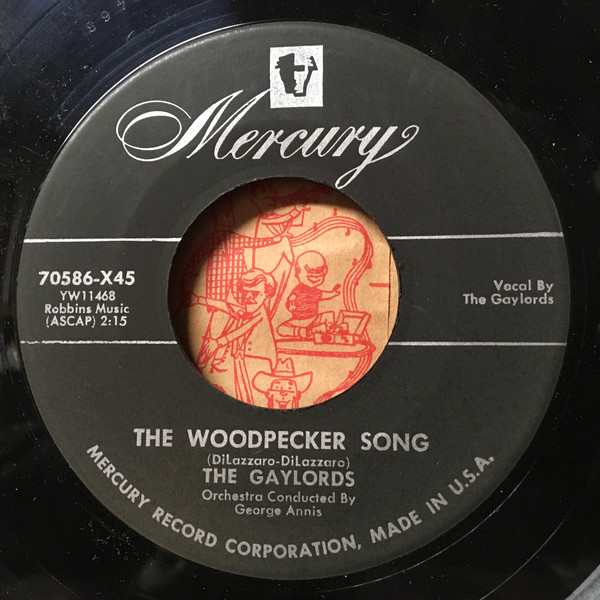 Mercury
70586-X45
YW11468
Robbins Music
(ASCAP) 2:15
Vocal By
The Gaylords
THE WOODPECKER SONG
(DiLazzaro-DiLazzaro)
THE GAYLORDS
Orchestra Conducted By
George Annis
MERCURY RECORD CORPORATION, MADE IN U.S.A.